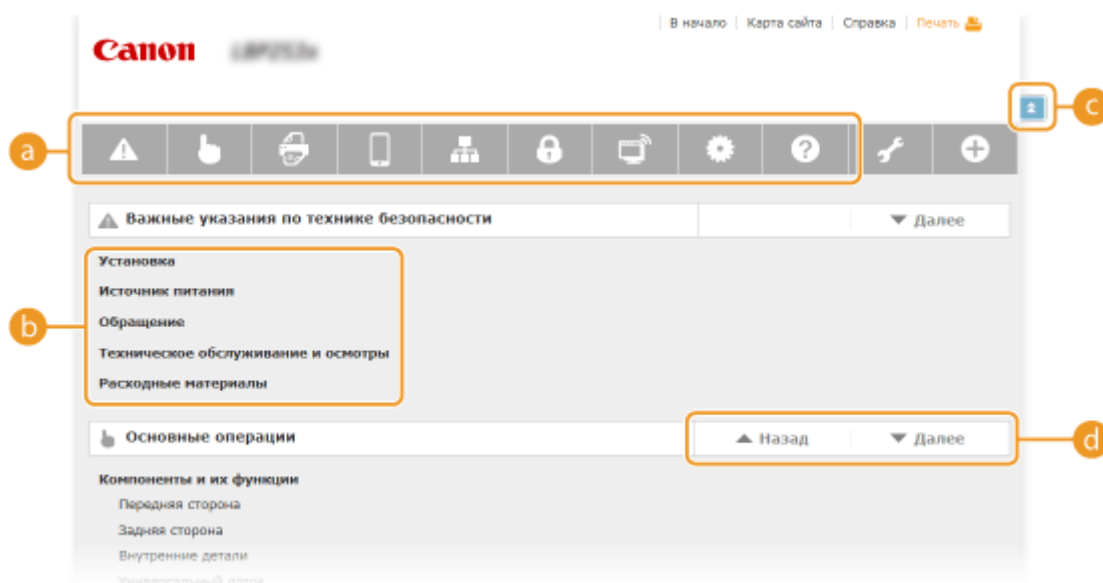 В начало | Карта сайта | Справка | Печать
Canon
c
a
Важные указания по технике безопасности ▼ Далее
Установка
Источник питания
Обращение
Техническое обслуживание и осмотры
Расходные материалы
b
Основные операции ▲ Назад ▼ Далее
d
Компоненты и их функции
Передняя сторона
Задняя сторона
Внутренние детали